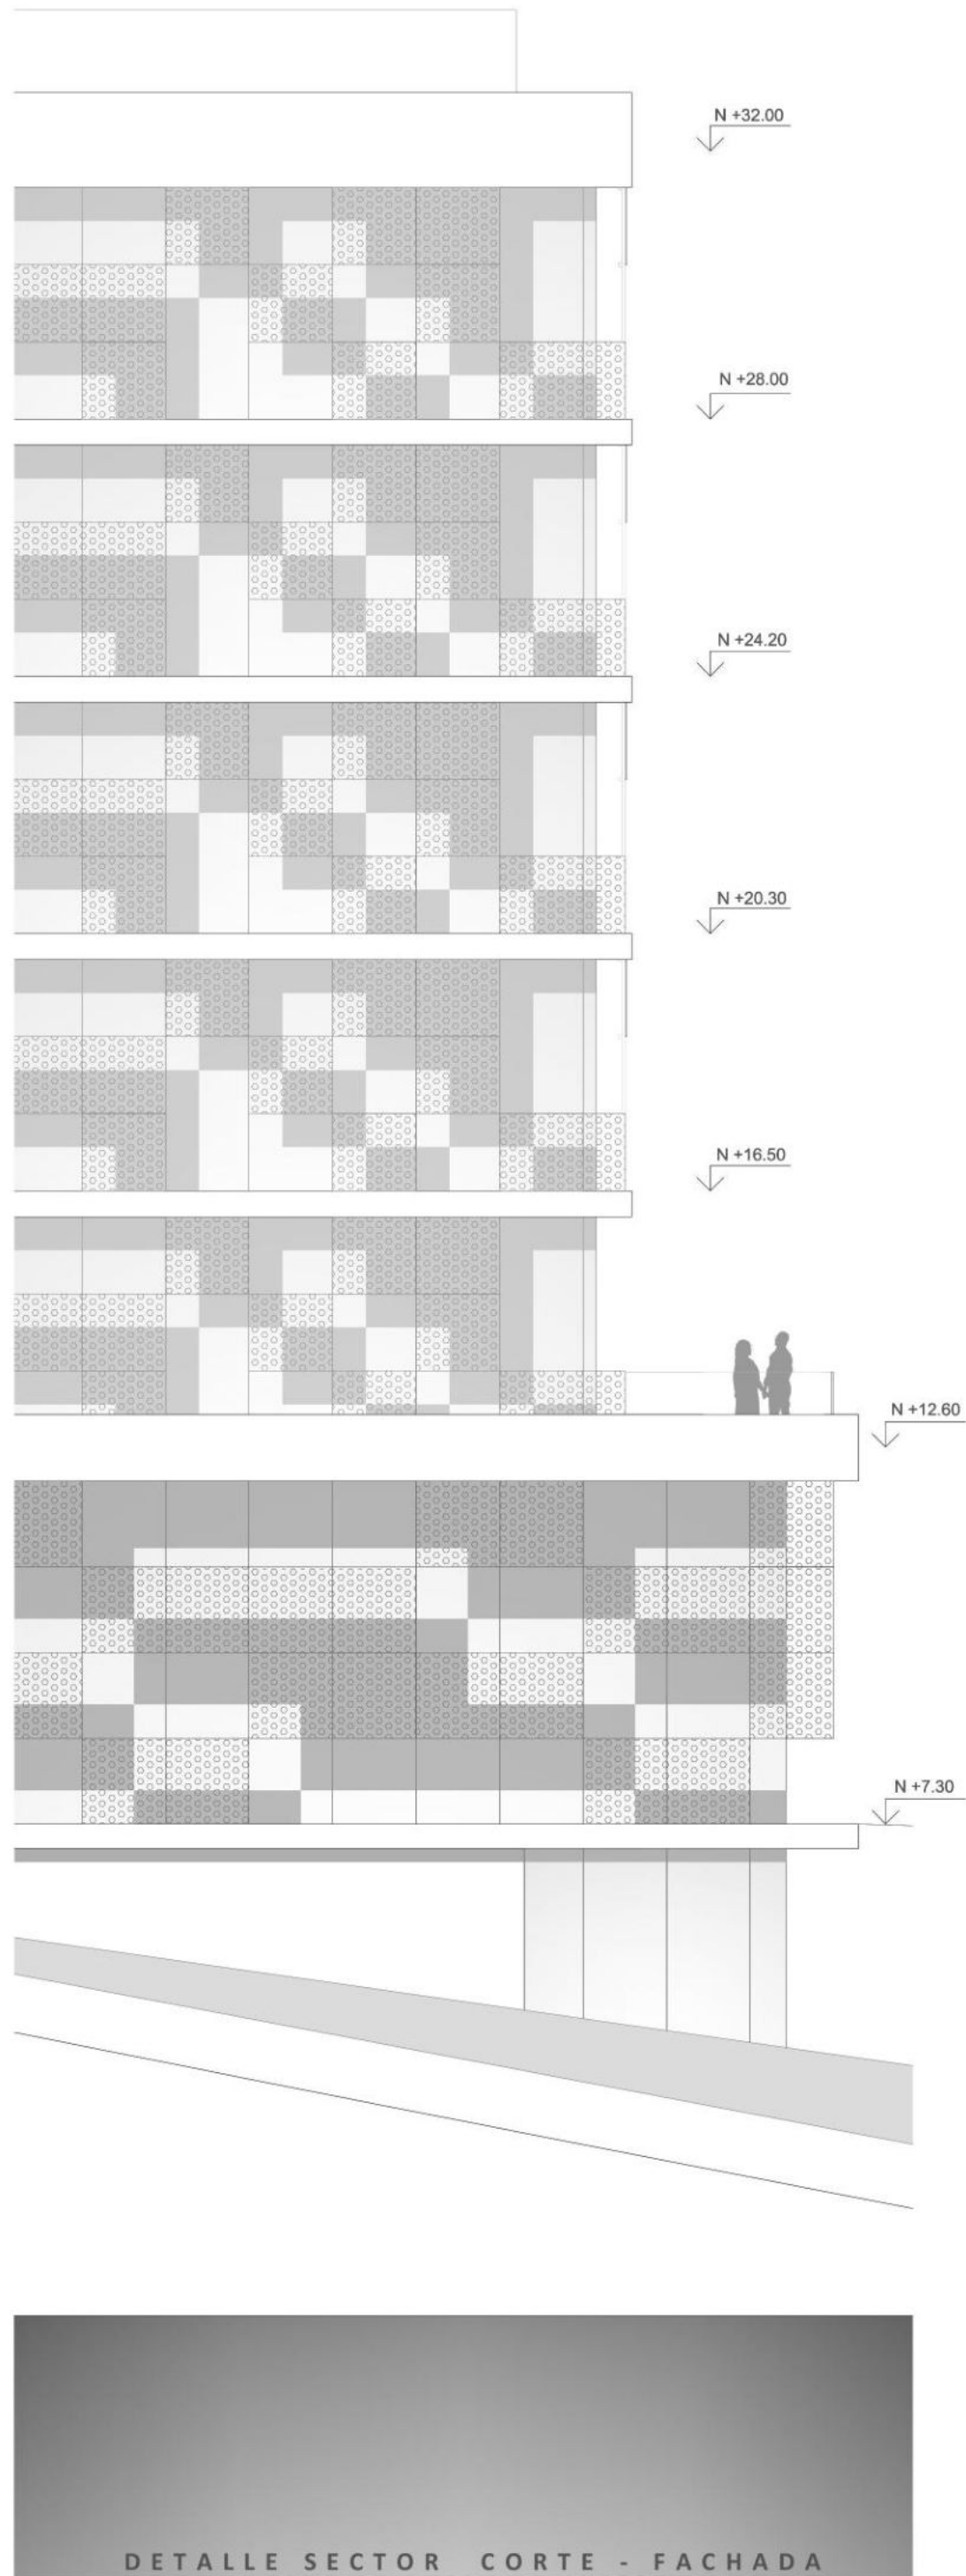 N +32.00
N +28.00
N +24.20
N +20.30
N +16.50
N +12.60
N +7.30
DETALLE SECTOR CORTE - FACHADA